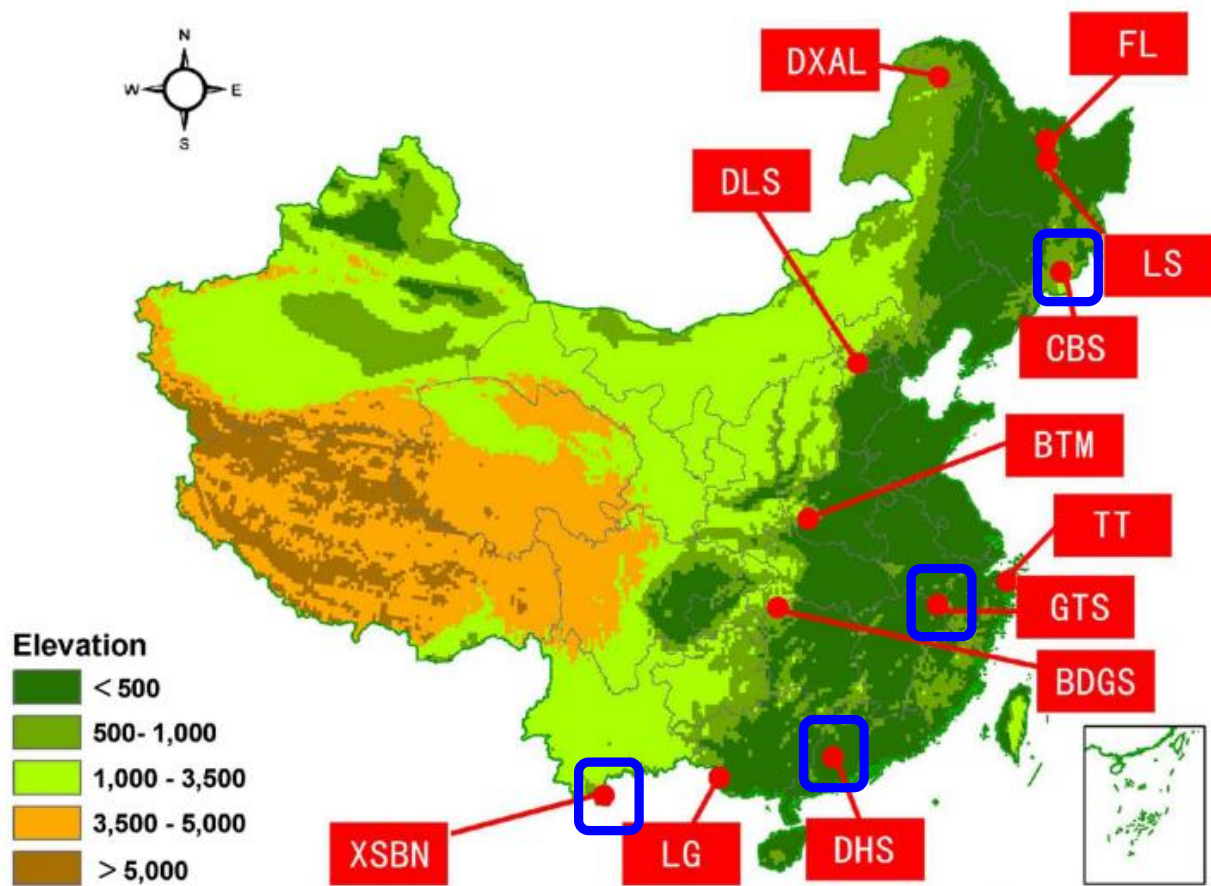 N
W E
S
DXAL
FL
DLS
LS
CBS
BTM
TT
GTS
BDGS
XSBN
LG
DHS
Elevation
< 500
500- 1,000
1,000 - 3,500
3,500 - 5,000
> 5,000